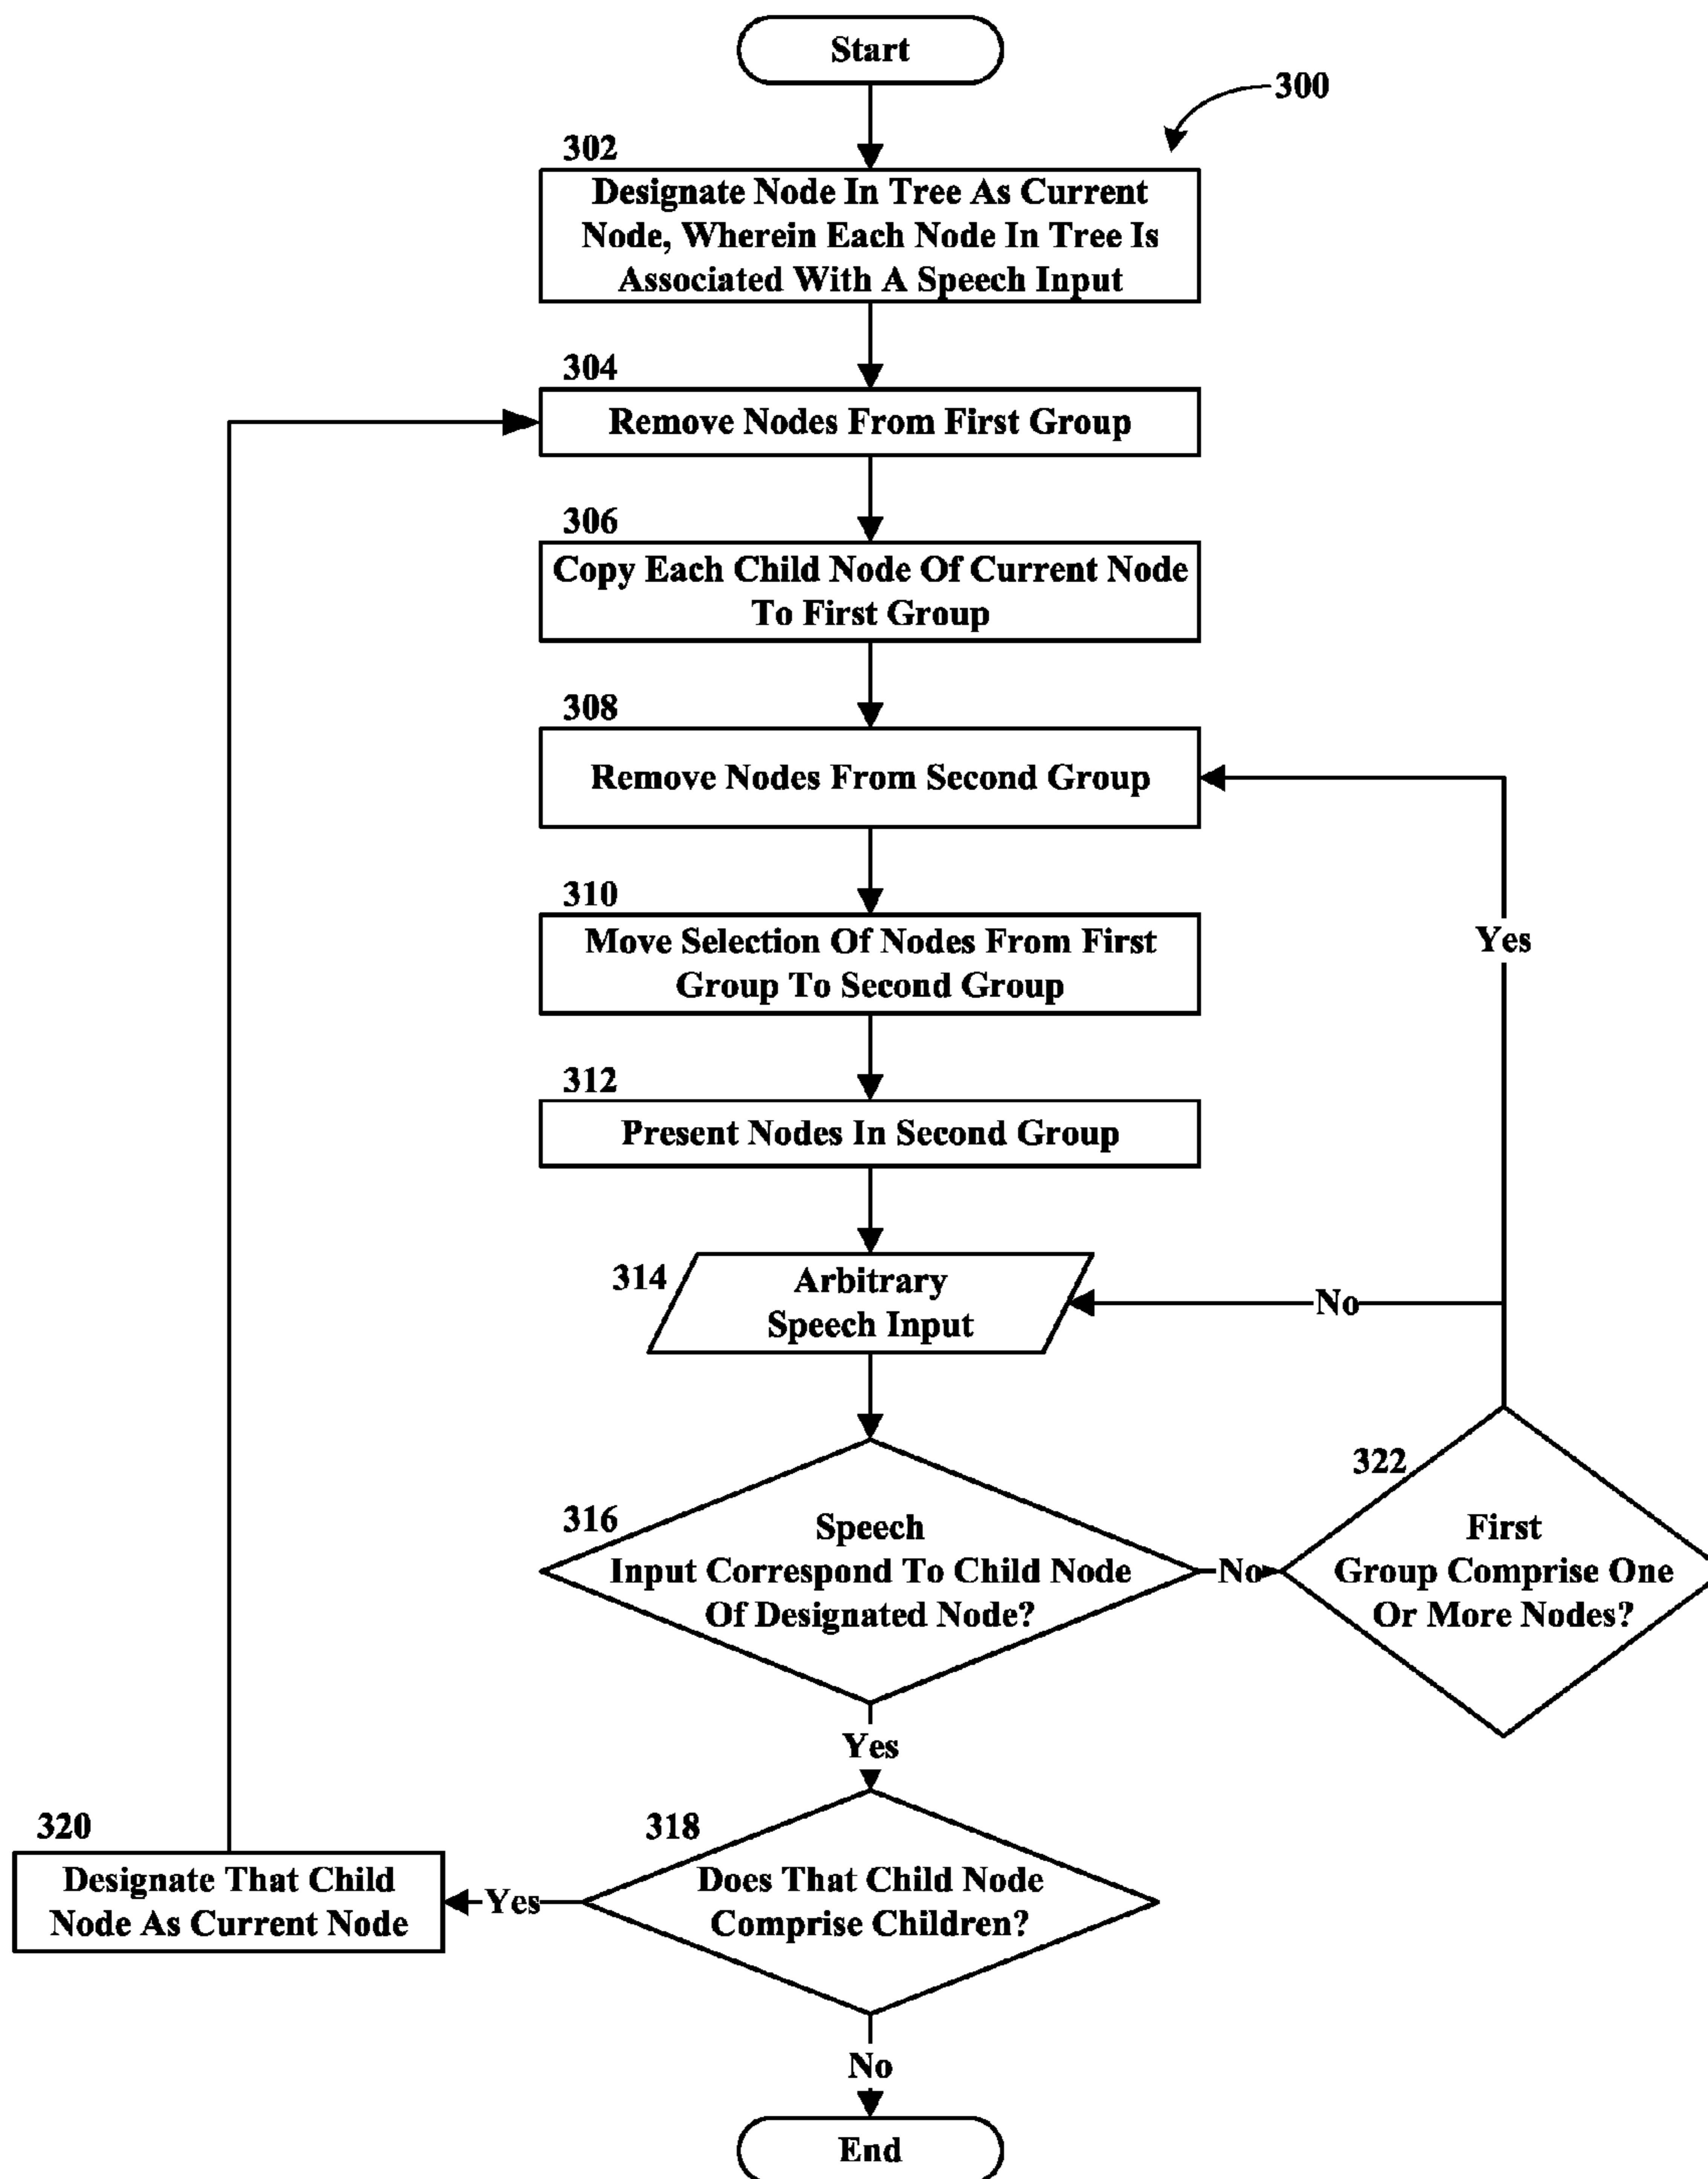 Start
300
302
Designate Node In Tree As Current
Node, Wherein Each Node In Tree Is
Associated With A Speech Input
304
Remove Nodes From First Group
306
Copy Each Child Node Of Current Node
To First Group
308
Remove Nodes From Second Group
310
Move Selection Of Nodes From First
Group To Second Group
Yes
312
Present Nodes In Second Group
314
Arbitrary
Speech Input
No
316
Speech
Input Correspond To Child Node
Of Designated Node?
No
322
First
Group Comprise One
Or More Nodes?
Yes
318
Does That Child Node
Comprise Children?
Yes
320
Designate That Child
Node As Current Node
No
End